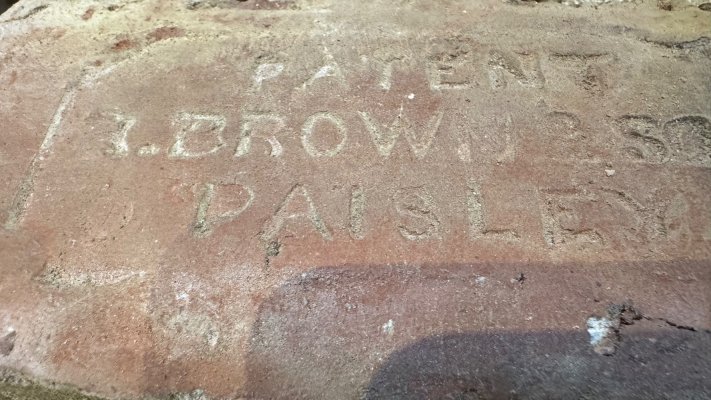 PATENT
J. BROWN & SO
PAISLEY